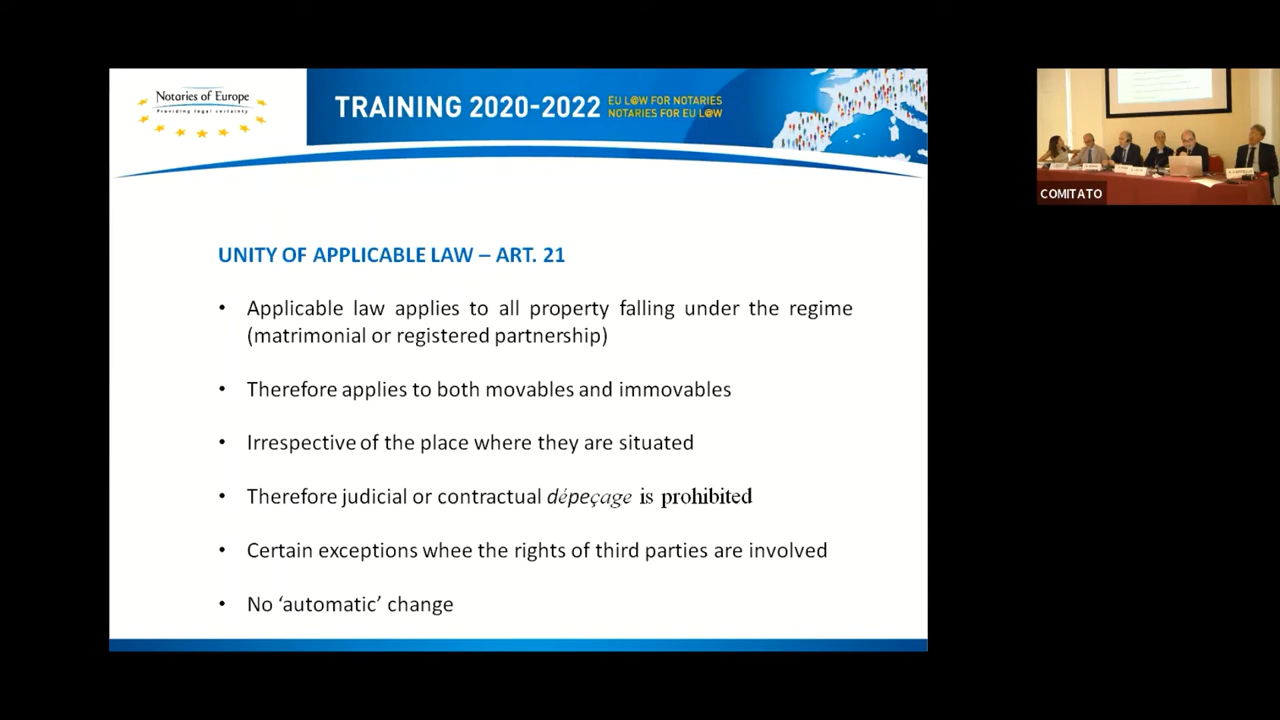 Notaries of Europe
Providing legal certainty
TRAINING 2020-2022
EU L@W FOR NOTARIES
NOTARIES FOR EU L@W
COMITATO
UNITY OF APPLICABLE LAW – ART. 21
• Applicable law applies to all property falling under the regime
(matrimonial or registered partnership)
• Therefore applies to both movables and immovables
• Irrespective of the place where they are situated
• Therefore judicial or contractual dépeçage is prohibited
• Certain exceptions whee the rights of third parties are involved
• No ‘automatic’ change